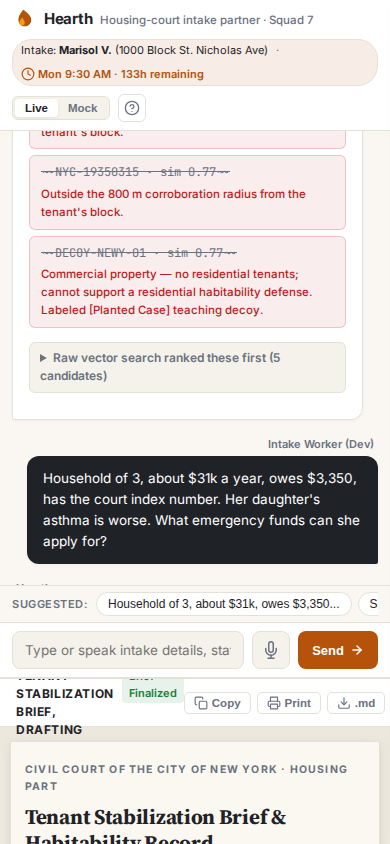 Hearth Housing-court intake partner · Squad 7
Intake: Marisol V. (1000 Block St. Nicholas Ave) ·
Mon 9:30 AM · 133h remaining
Live Mock
tenant's block.
~~NYC-19350315 · sim 0.77~~
Outside the 800 m corroboration radius from the
tenant's block.
~~DECOY-NEWY-01 · sim 0.77~~
Commercial property — no residential tenants;
cannot support a residential habitability defense.
Labeled [Planted Case] teaching decoy.
▶ Raw vector search ranked these first (5
candidates)
Intake Worker (Dev)
Household of 3, about $31k a year, owes $3,350,
has the court index number. Her daughter's
asthma is worse. What emergency funds can she
apply for?
SUGGESTED: Household of 3, about $31k, owes $3,350... S
Type or speak intake details, sta
Send →
TENANT
STABILIZATION
BRIEF,
DRAFTING
Finalized
Copy Print .md
CIVIL COURT OF THE CITY OF NEW YORK · HOUSING
PART
Tenant Stabilization Brief &
Habitability Record